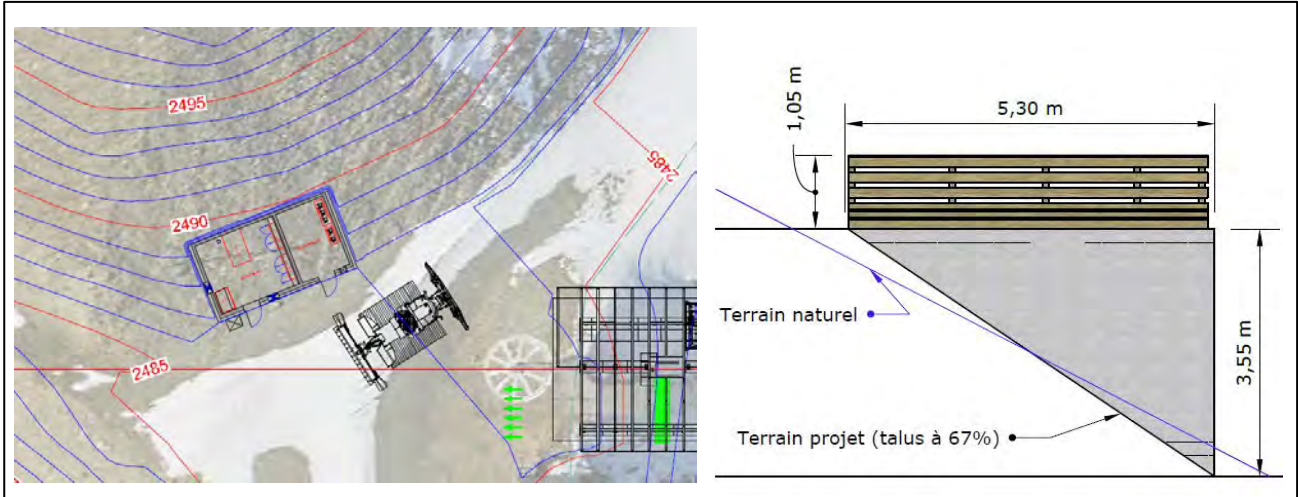 2495
2490
2485
2485
1,05 m
5,30 m
Terrain naturel
3,55 m
Terrain projet (talus à 67%)